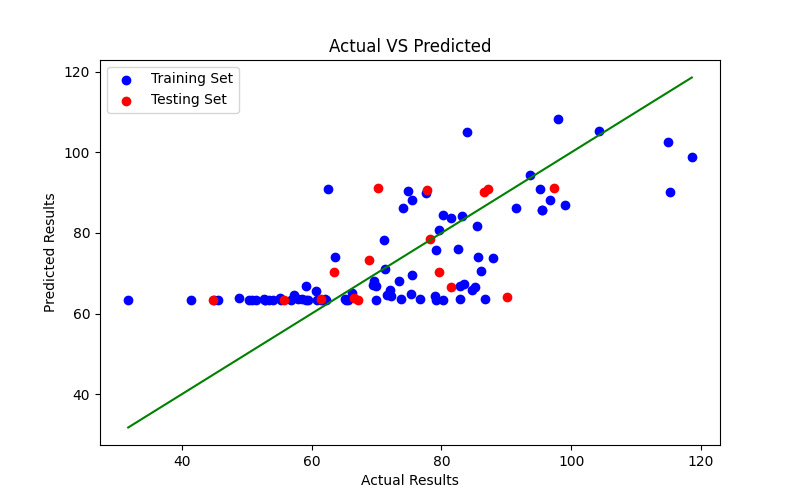 Actual VS Predicted
Training Set
Testing Set
120
100
80
60
40
Predicted Results
40 60 80 100 120
Actual Results